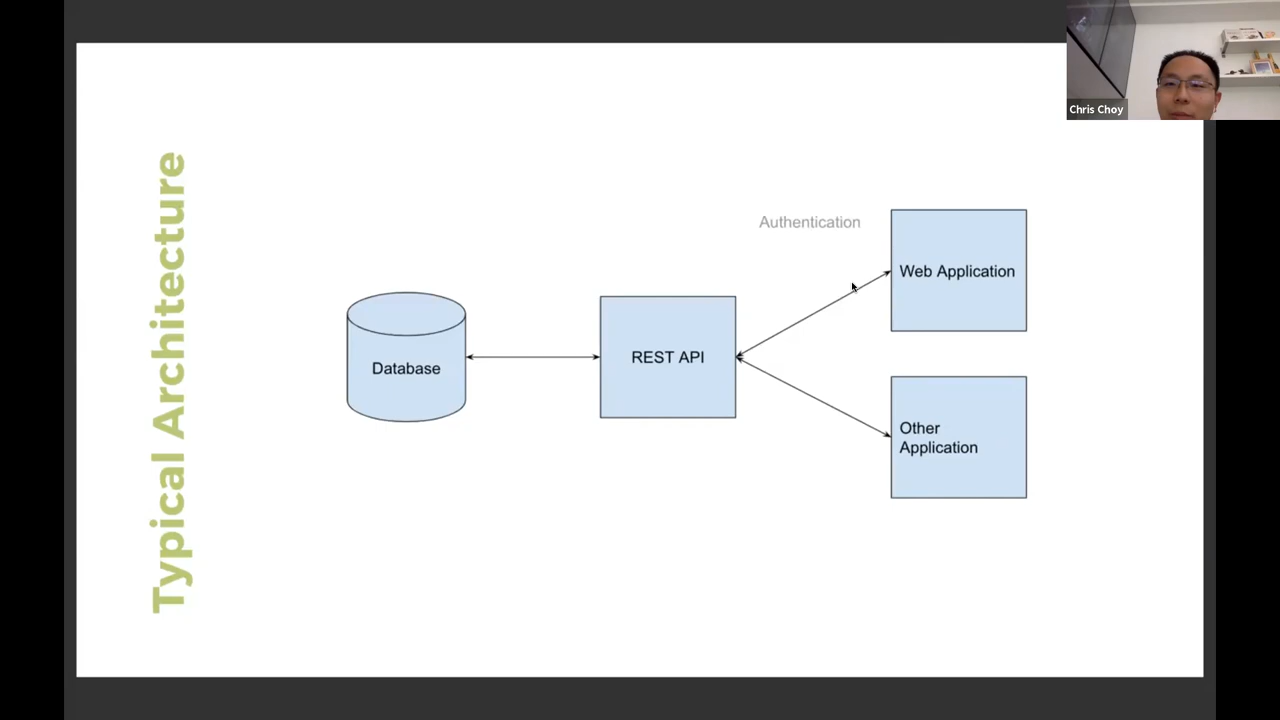 Chris Choy
Typical Architecture
Authentication
Web Application
Database
REST API
Other
Application